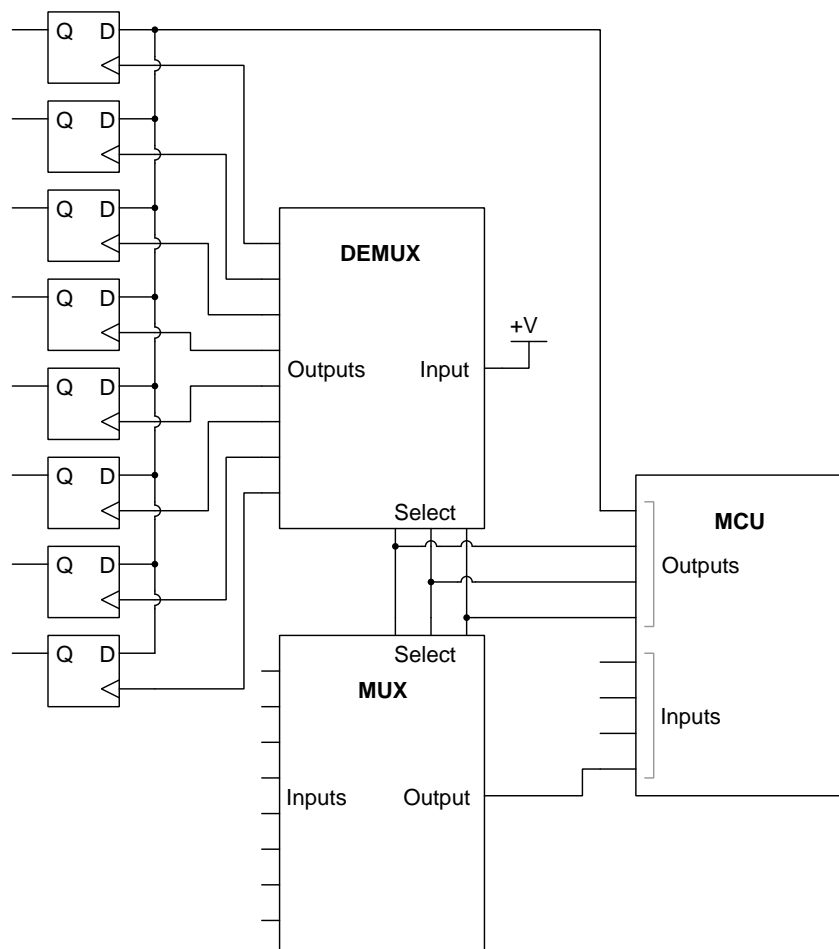 Q D
Q D
Q D
Q D
Q D
Q D
Q D
Q D
DEMUX
+V
Outputs
Input
Select
MCU
Outputs
Inputs
Select
MUX
Inputs
Output